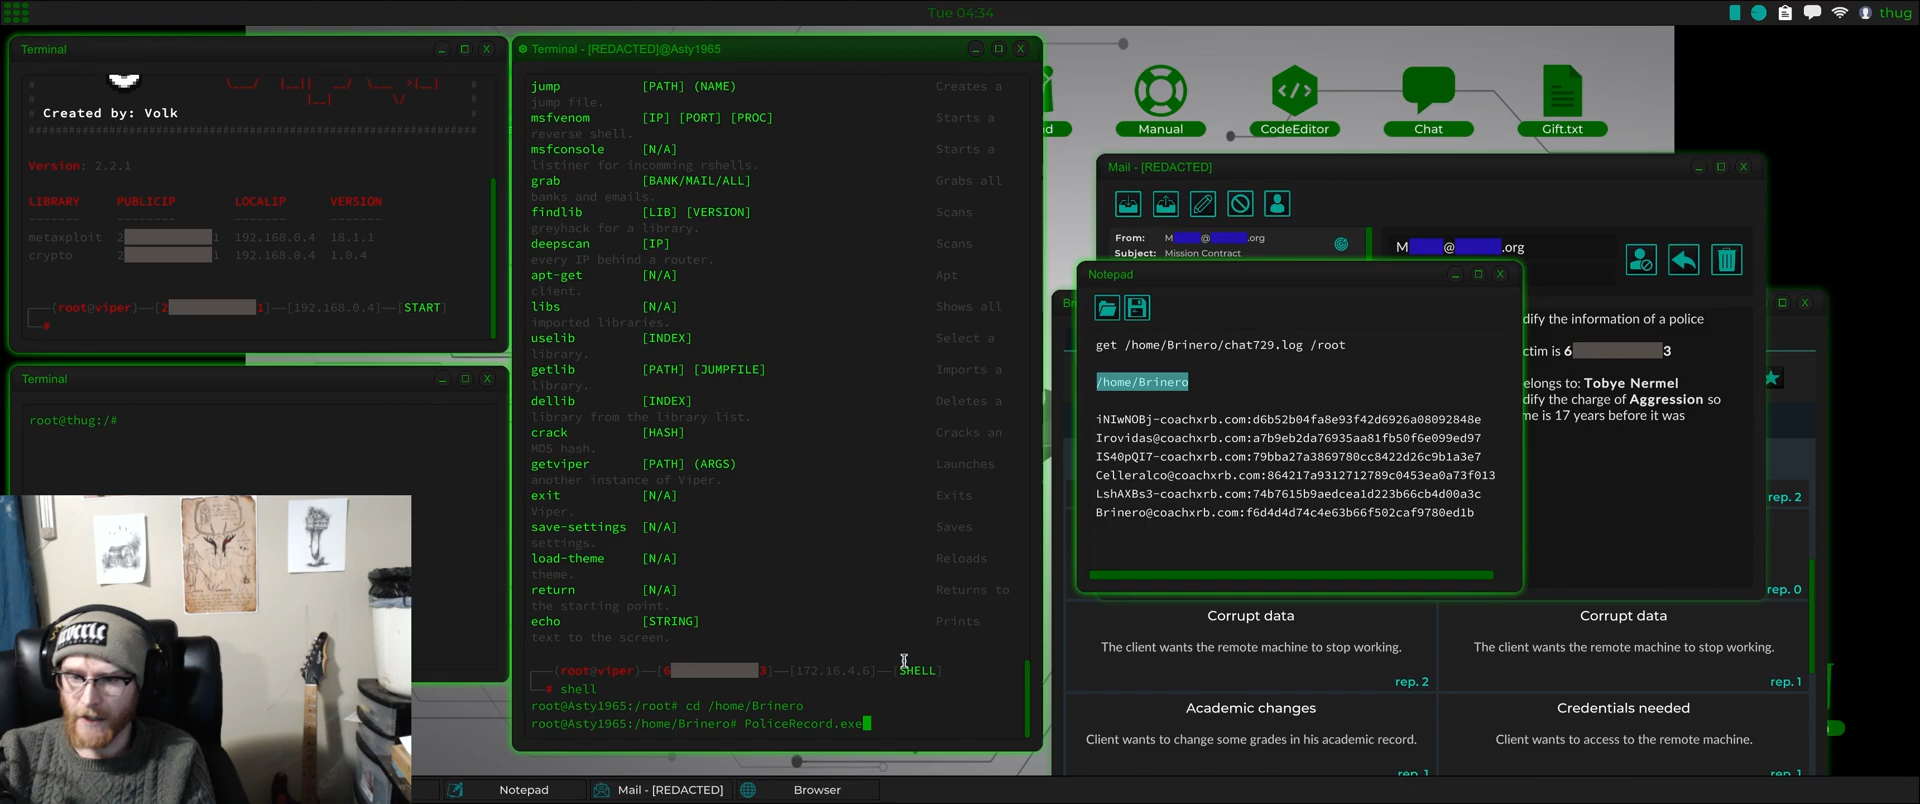 Tue 04:34
thug
Terminal
Created by: Volk
Version: 2.2.1
LIBRARY PUBLICIP LOCALIP VERSION
metaxploit 2 1 192.168.0.4 18.1.1
crypto 2 1 192.168.0.4 1.0.4
(root@viper)—[2 1]—[192.168.0.4]—[START]
#
Terminal
root@thug:/#
Terminal - [REDACTED]@Asty1965
jump [PATH] (NAME) Creates a
jump file.
msfvenom [IP] [PORT] [PROC] Starts a
reverse shell.
msfconsole [N/A] Starts a
listiner for incomming rshells.
grab [BANK/MAIL/ALL] Grabs all
banks and emails.
findlib [LIB] [VERSION] Scans
greyhack for a library.
deepscan [IP] Scans
every IP behind a router.
apt-get [N/A] Apt
client.
libs [N/A] Shows all
imported libraries.
uselib [INDEX] Select a
library.
getlib [PATH] [JUMPFILE] Imports a
library.
dellib [INDEX] Deletes a
library from the library list.
crack [HASH] Cracks an
MD5 hash.
getviper [PATH] (ARGS) Launches
another instance of Viper.
exit [N/A] Exits
Viper.
save-settings [N/A] Saves
settings.
load-theme [N/A] Reloads
theme.
return [N/A] Returns to
the starting point.
echo [STRING] Prints
text to the screen.
(root@viper)—[6 3]—[172.16.4.6]—[SHELL]
# shell
root@Asty1965:/root# cd /home/Brinero
root@Asty1965:/home/Brinero# PoliceRecord.exe
Manual
CodeEditor
Chat
Gift.txt
Mail - [REDACTED]
From: M @ .org
Subject: Mission Contract
M @ .org
dify the information of a police
ctim is 6 3
elongs to: Tobye Nermel
dify the charge of Aggression so
me is 17 years before it was
Notepad
get /home/Brinero/chat729.log /root
/home/Brinero
iNIwNOBj-coachxrb.com:d6b52b04fa8e93f42d6926a08092848e
Irovidas@coachxrb.com:a7b9eb2da76935aa81fb50f6e099ed97
IS40pQI7-coachxrb.com:79bba27a3869780cc8422d26c9b1a3e7
Celleralco@coachxrb.com:864217a9312712789c0453ea0a73f013
LshAXBs3-coachxrb.com:74b7615b9aedcea1d223b66cb4d00a3c
Brinero@coachxrb.com:f6d4d4d74c4e63b66f502caf9780ed1b
rep. 2
rep. 0
Corrupt data
The client wants the remote machine to stop working.
rep. 2
Corrupt data
The client wants the remote machine to stop working.
rep. 1
Academic changes
Client wants to change some grades in his academic record.
rep. 1
Credentials needed
Client wants to access to the remote machine.
rep. 1
Notepad
Mail - [REDACTED]
Browser